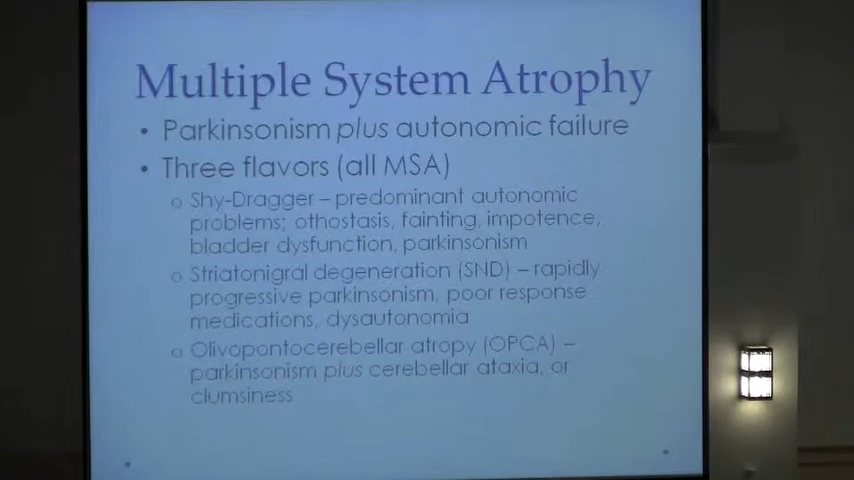 Multiple System Atrophy
• Parkinsonism plus autonomic failure
• Three flavors (all MSA)
o Shy-Dragger – predominant autonomic
problems; othostasis, fainting, impotence,
bladder dysfunction, parkinsonism
o Striatonigral degeneration (SND) – rapidly
progressive parkinsonism, poor response
medications, dysautonomia
o Olivopontocerebellar atropy (OPCA) –
parkinsonism plus cerebellar ataxia, or
clumsiness